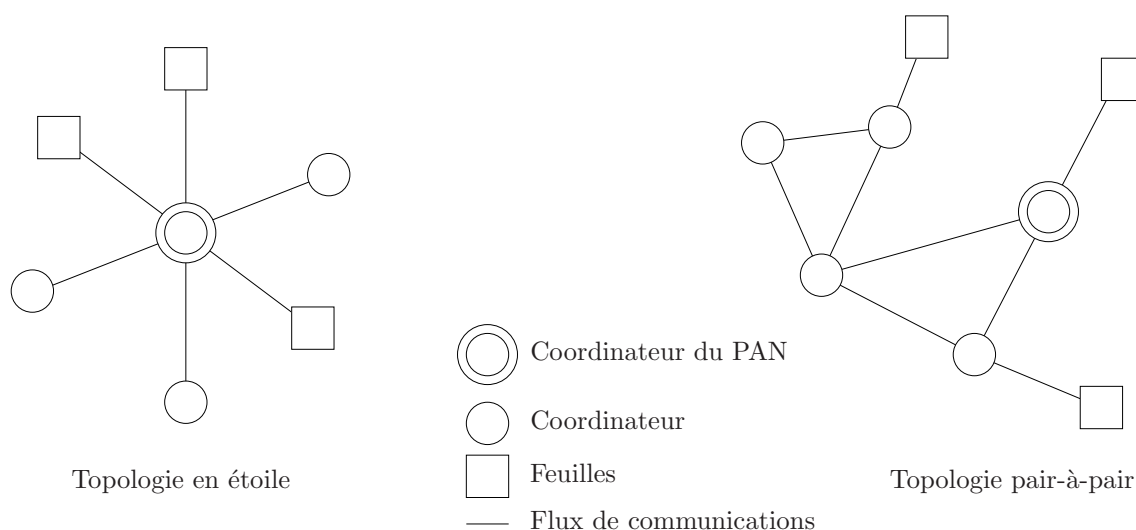 Coordinateur du PAN
Coordinateur
Feuilles
Flux de communications
Topologie en étoile
Topologie pair-à-pair